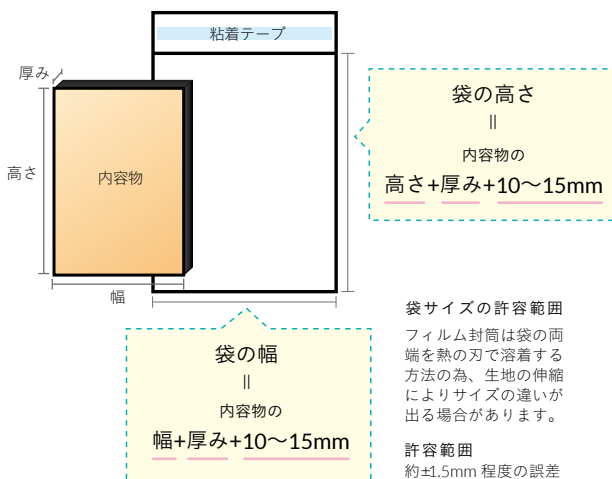 粘着テープ
厚み
高さ
内容物
幅
袋の高さ
=
内容物の
高さ+厚み+10〜15mm
袋の幅
=
内容物の
幅+厚み+10〜15mm
袋サイズの許容範囲
フィルム封筒は袋の両
端を熱の刃で溶着する
方法の為、生地の伸縮
によりサイズの違いが
出る場合があります。
許容範囲
約±1.5mm 程度の誤差